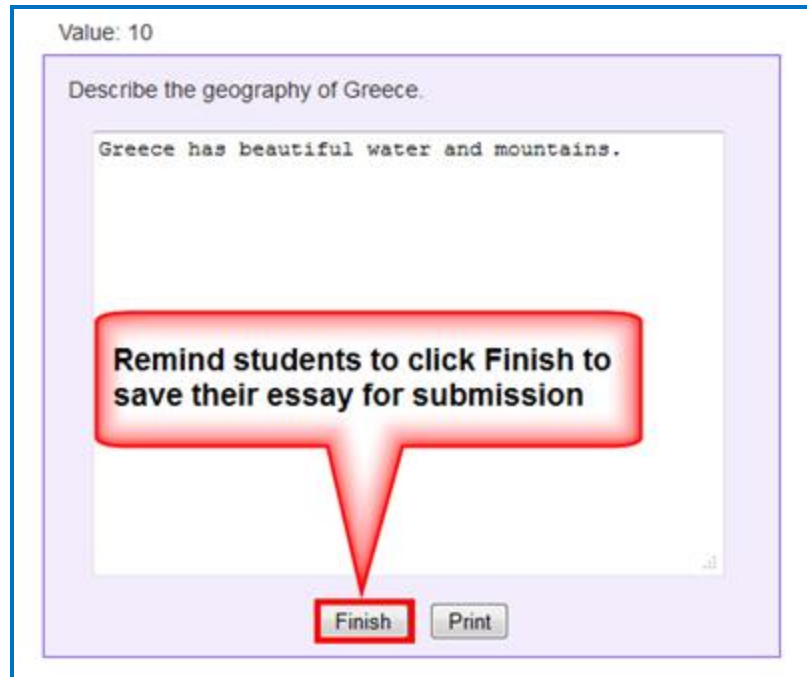 Value: 10
Describe the geography of Greece.
Greece has beautiful water and mountains.
Remind students to click Finish to
save their essay for submission
Finish Print